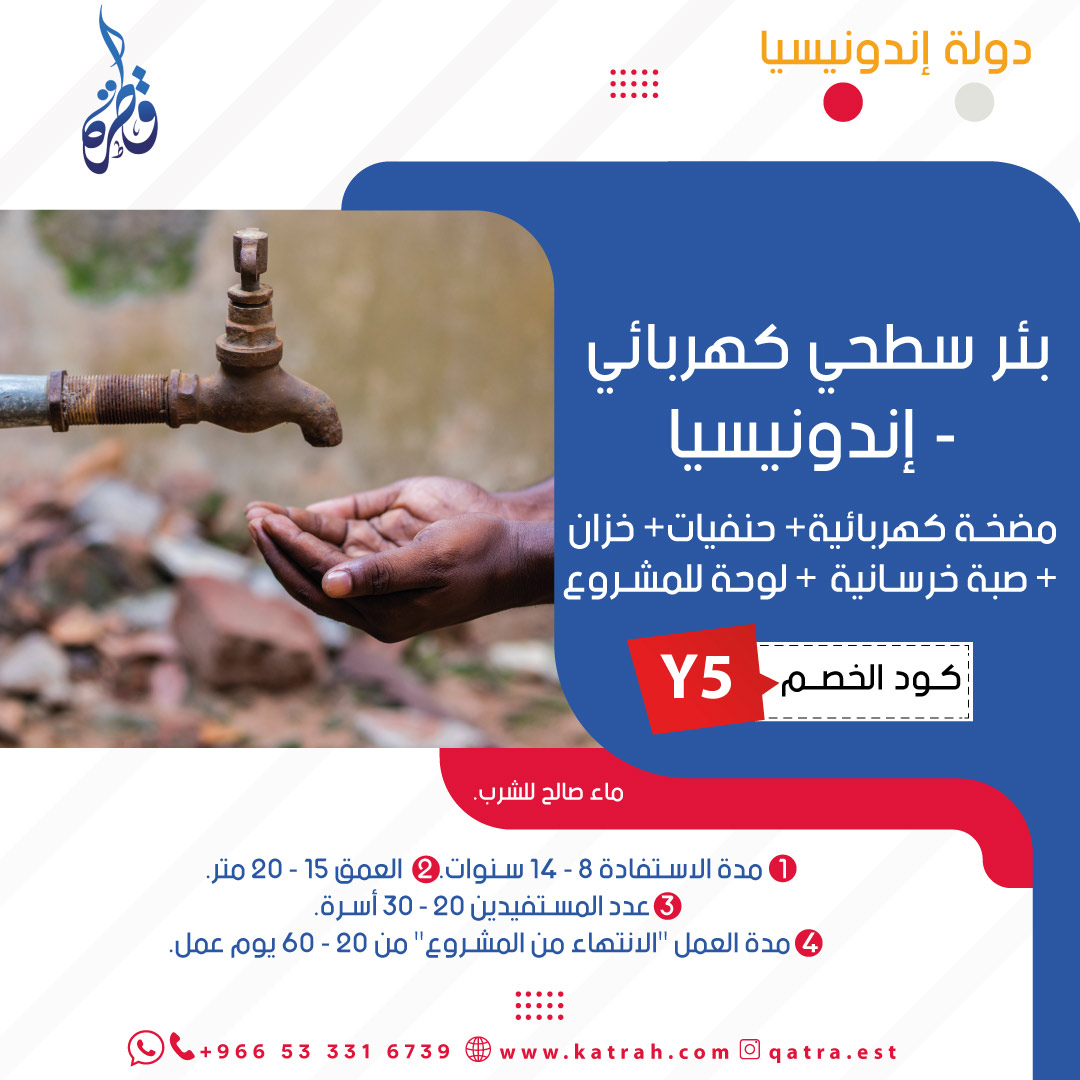 دولة إندونيسيا
قطرة
بئر سطحي كهربائي
- إندونيسيا
مضخة كهربائية+ حنفيات+ خزان
+ صبة خرسانية + لوحة للمشروع
كود الخصم Y5
ماء صالح للشرب.
1 مدة الاستفادة 8 - 14 سنوات. 2 العمق 15 - 20 متر.
3 عدد المستفيدين 20 - 30 أسرة.
4 مدة العمل "الانتهاء من المشروع" من 20 - 60 يوم عمل.
+966 53 331 6739 www.katrah.com qatra.est